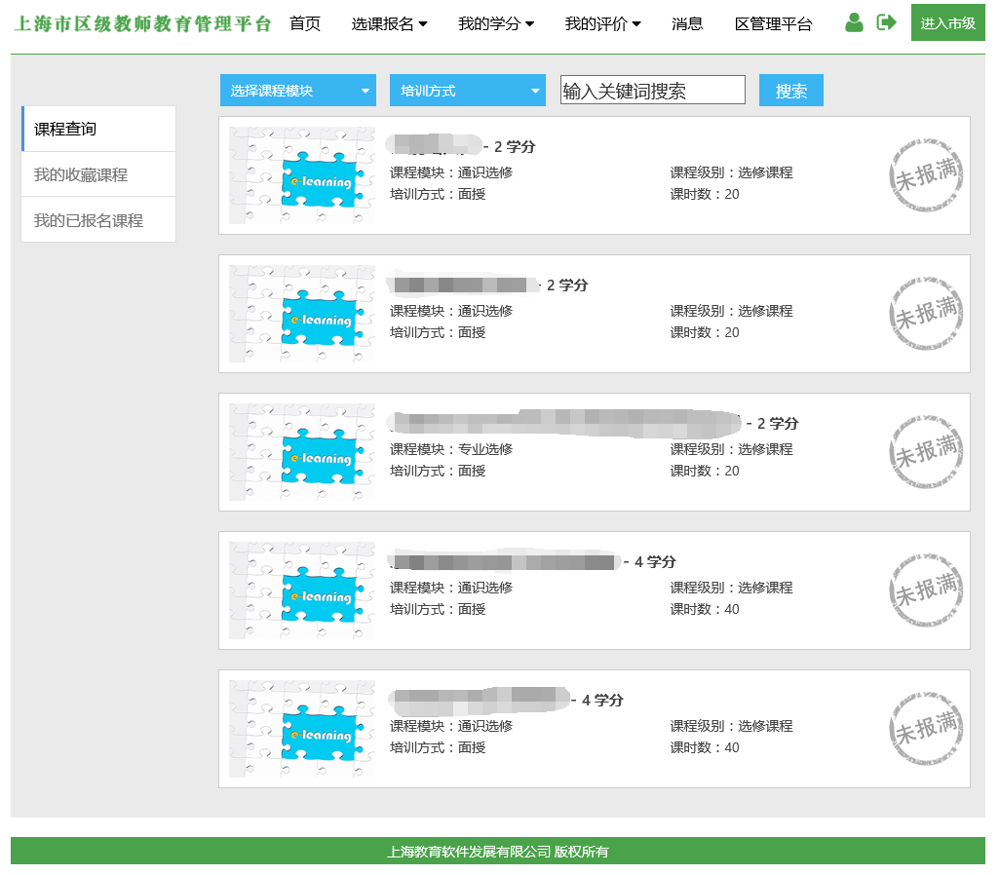 上海市区级教师教育管理平台 首页 选课报名 我的学分 我的评价 消息 区管理平台 进入市级
选择课程模块 培训方式 输入关键词搜索 搜索
课程查询
我的收藏课程
我的已报名课程
e-learning
- 2 学分
课程模块：通识选修 课程级别：选修课程
培训方式：面授 课时数：20
未报满
e-learning
- 2 学分
课程模块：通识选修 课程级别：选修课程
培训方式：面授 课时数：20
未报满
e-learning
- 2 学分
课程模块：专业选修 课程级别：选修课程
培训方式：面授 课时数：20
未报满
e-learning
- 4 学分
课程模块：通识选修 课程级别：选修课程
培训方式：面授 课时数：40
未报满
e-learning
- 4 学分
课程模块：通识选修 课程级别：选修课程
培训方式：面授 课时数：40
未报满
上海教育软件发展有限公司 版权所有